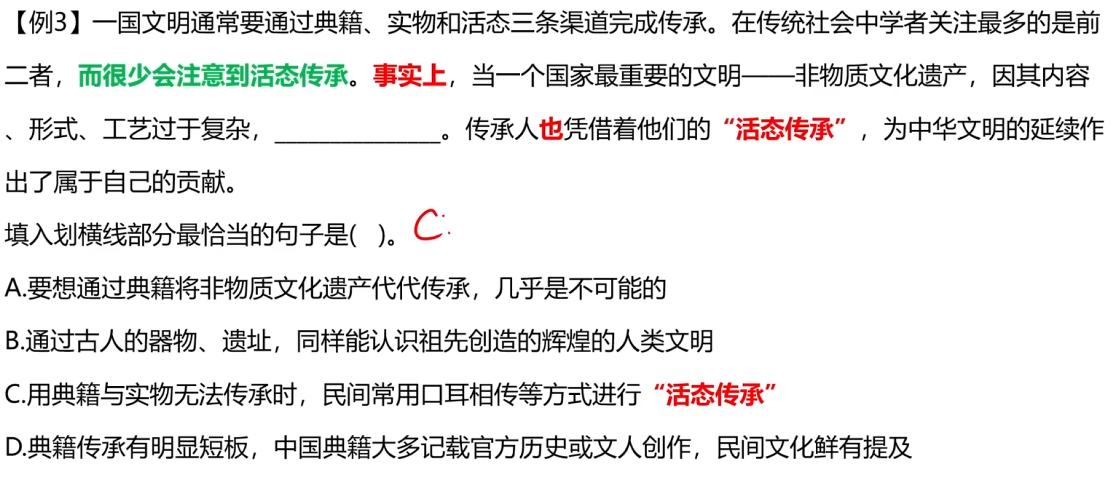 【例3】一国文明通常要通过典籍、实物和活态三条渠道完成传承。在传统社会中学者关注最多的是前
二者，而很少会注意到活态传承。事实上，当一个国家最重要的文明——非物质文化遗产，因其内容
、形式、工艺过于复杂，_______________。传承人也凭借着他们的“活态传承”，为中华文明的延续作
出了属于自己的贡献。
填入划横线部分最恰当的句子是(   )。C
A.要想通过典籍将非物质文化遗产代代传承，几乎是不可能的
B.通过古人的器物、遗址，同样能认识祖先创造的辉煌的人类文明
C.用典籍与实物无法传承时，民间常用口耳相传等方式进行“活态传承”
D.典籍传承有明显短板，中国典籍大多记载官方历史或文人创作，民间文化鲜有提及